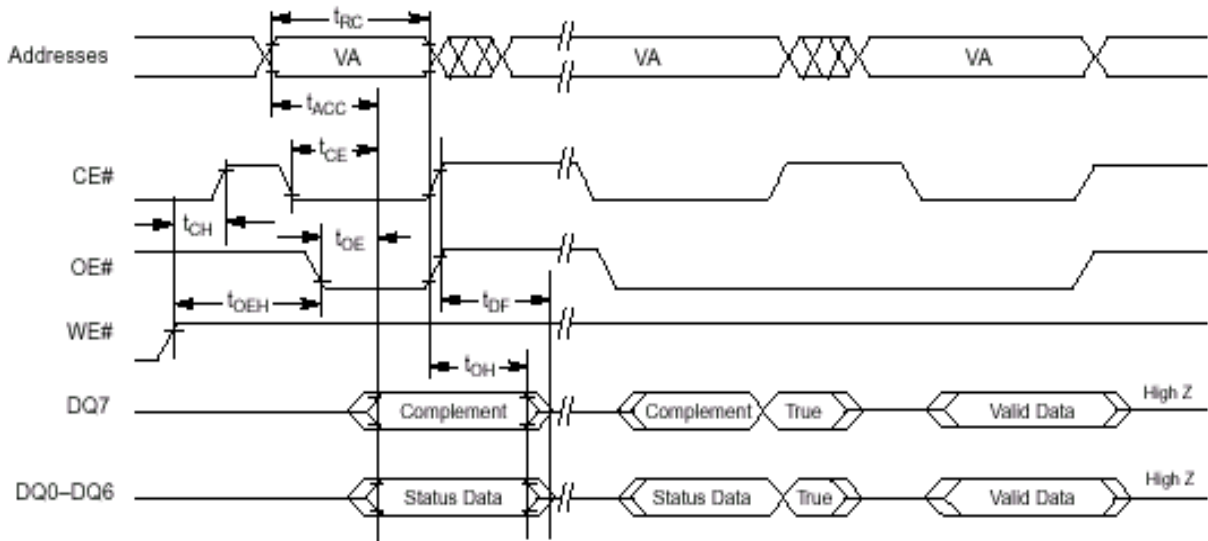 tRC
Addresses VA VA VA
tACC
tCE
CE#
tCH tOE
OE#
tOEH tDF
WE#
tOH
DQ7 Complement Complement True Valid Data High Z
DQ0–DQ6 Status Data Status Data True Valid Data High Z